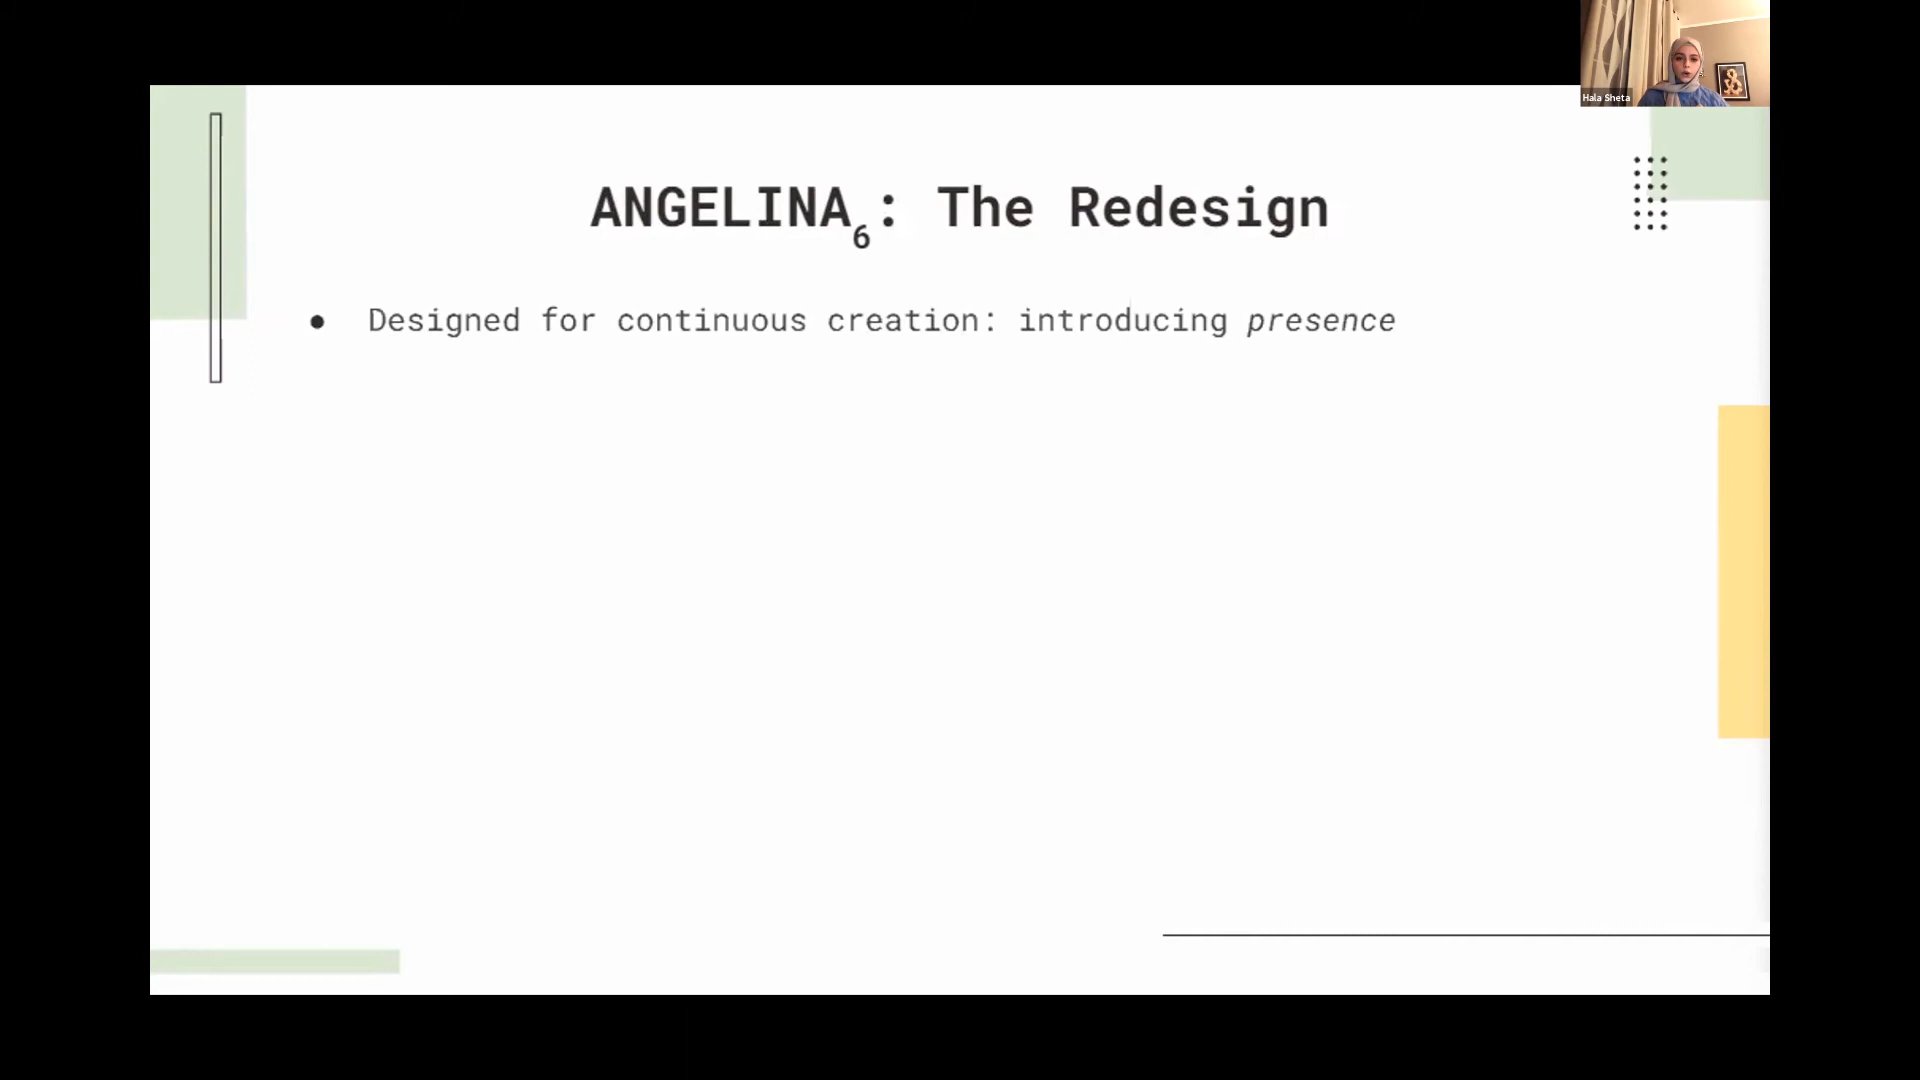 Hala Sheta
ANGELINA₆: The Redesign
● Designed for continuous creation: introducing presence